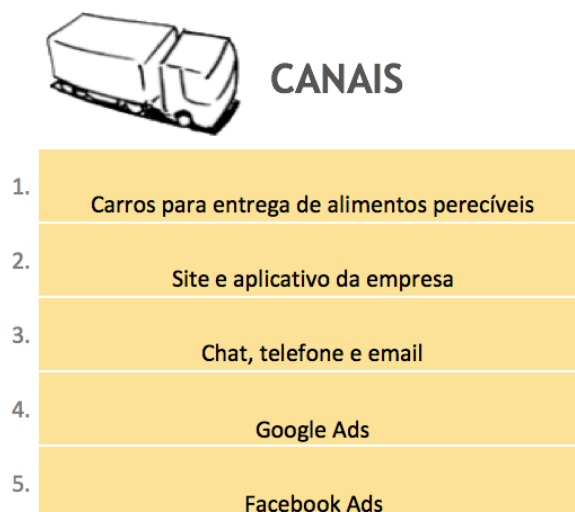 CANAIS
1. Carros para entrega de alimentos perecíveis
2. Site e aplicativo da empresa
3. Chat, telefone e email
4. Google Ads
5. Facebook Ads